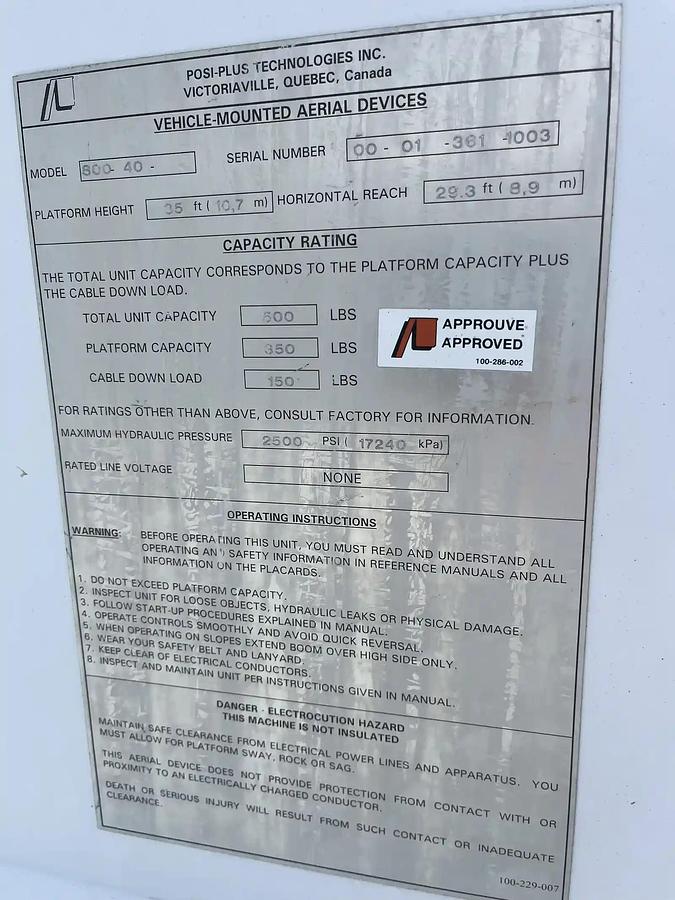 POSI-PLUS TECHNOLOGIES INC.
VICTORIAVILLE, QUEBEC, Canada
VEHICLE-MOUNTED AERIAL DEVICES
MODEL 800- 40 - SERIAL NUMBER 00 - 01 -361 -1003
PLATFORM HEIGHT 35 ft ( 10,7 m) HORIZONTAL REACH 29.3 ft ( 8,9 m)
CAPACITY RATING
THE TOTAL UNIT CAPACITY CORRESPONDS TO THE PLATFORM CAPACITY PLUS
THE CABLE DOWN LOAD.
TOTAL UNIT CAPACITY 500 LBS
PLATFORM CAPACITY 350 LBS
CABLE DOWN LOAD 150 LBS
APPROUVE
APPROVED
100-286-002
FOR RATINGS OTHER THAN ABOVE, CONSULT FACTORY FOR INFORMATION.
MAXIMUM HYDRAULIC PRESSURE 2500 PSI ( 17240 kPa)
RATED LINE VOLTAGE NONE
OPERATING INSTRUCTIONS
WARNING: BEFORE OPERATING THIS UNIT, YOU MUST READ AND UNDERSTAND ALL
OPERATING AND SAFETY INFORMATION IN REFERENCE MANUALS AND ALL
INFORMATION ON THE PLACARDS.
1. DO NOT EXCEED PLATFORM CAPACITY.
2. INSPECT UNIT FOR LOOSE OBJECTS, HYDRAULIC LEAKS OR PHYSICAL DAMAGE.
3. FOLLOW START-UP PROCEDURES EXPLAINED IN MANUAL.
4. OPERATE CONTROLS SMOOTHLY AND AVOID QUICK REVERSAL.
5. WHEN OPERATING ON SLOPES EXTEND BOOM OVER HIGH SIDE ONLY.
6. WEAR YOUR SAFETY BELT AND LANYARD.
7. KEEP CLEAR OF ELECTRICAL CONDUCTORS.
8. INSPECT AND MAINTAIN UNIT PER INSTRUCTIONS GIVEN IN MANUAL.
DANGER - ELECTROCUTION HAZARD
THIS MACHINE IS NOT INSULATED
MAINTAIN SAFE CLEARANCE FROM ELECTRICAL POWER LINES AND APPARATUS. YOU
MUST ALLOW FOR PLATFORM SWAY, ROCK OR SAG.
THIS AERIAL DEVICE DOES NOT PROVIDE PROTECTION FROM CONTACT WITH OR
PROXIMITY TO AN ELECTRICALLY CHARGED CONDUCTOR.
DEATH OR SERIOUS INJURY WILL RESULT FROM SUCH CONTACT OR INADEQUATE
CLEARANCE.
100-229-007